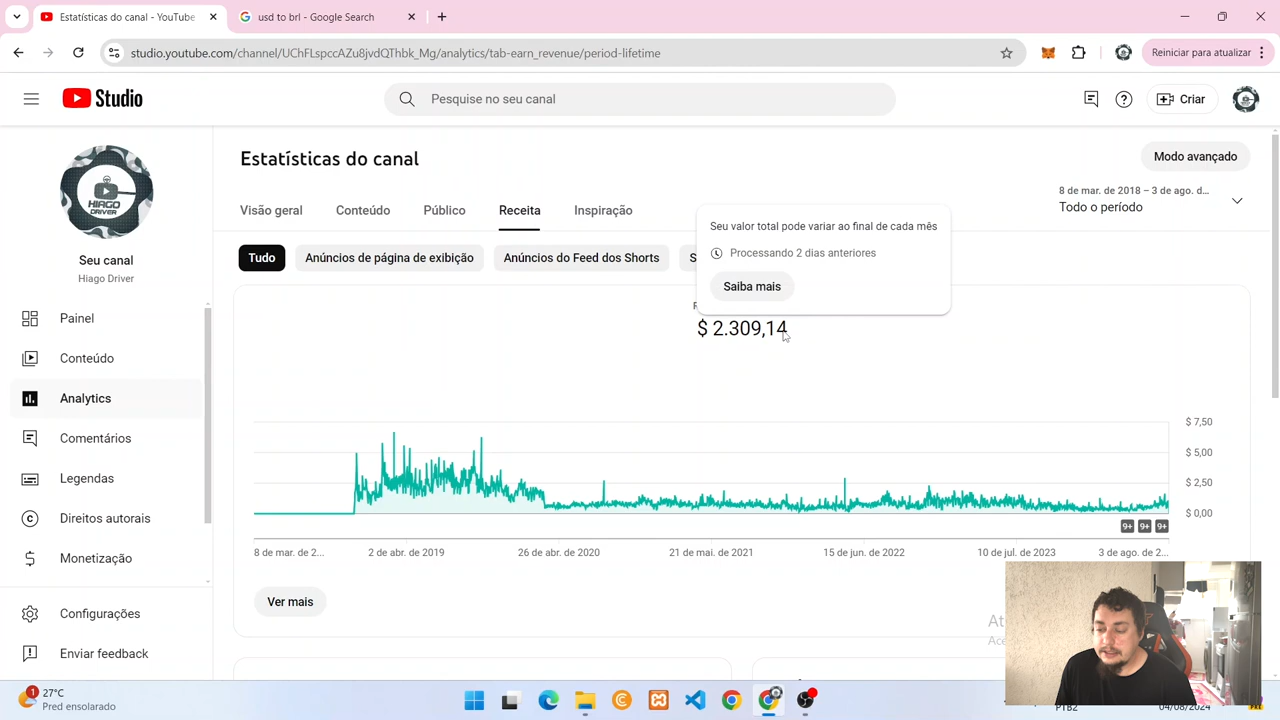 Estatísticas do canal - YouTube
usd to brl - Google Search
studio.youtube.com/channel/UChFLspccAZu8jvdQThbk_Mg/analytics/tab-earn_revenue/period-lifetime
Reiniciar para atualizar
Studio
Pesquise no seu canal
Criar
HIAGO
DRIVER
Seu canal
Hiago Driver
Painel
Conteúdo
Analytics
Comentários
Legendas
Direitos autorais
Monetização
Configurações
Enviar feedback
Estatísticas do canal
Modo avançado
8 de mar. de 2018 – 3 de ago. d...
Todo o período
Visão geral
Conteúdo
Público
Receita
Inspiração
Tudo
Anúncios de página de exibição
Anúncios do Feed dos Shorts
Seu valor total pode variar ao final de cada mês
Processando 2 dias anteriores
Saiba mais
$ 2.309,14
$ 7,50
$ 5,00
$ 2,50
$ 0,00
9+ 9+ 9+
8 de mar. de 2...
2 de abr. de 2019
26 de abr. de 2020
21 de mai. de 2021
15 de jun. de 2022
10 de jul. de 2023
3 de ago. de 2...
Ver mais
1
27°C
Pred ensolarado
PTB2
04/08/2024